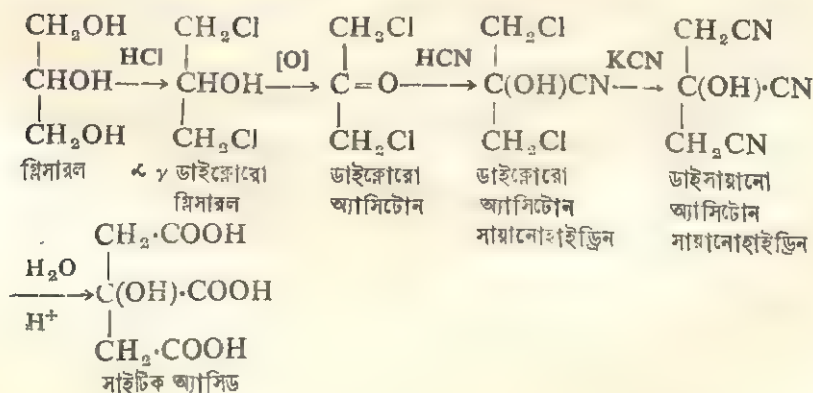 CH₂OH CH₂Cl CH₂Cl CH₂Cl CH₂CN
HCl [O] HCN KCN
CHOH → CHOH → C=O → C(OH)CN → C(OH)·CN
CH₂OH CH₂Cl CH₂Cl CH₂Cl CH₂CN
গ্লিসারল α γ ডাইক্লোরো ডাইক্লোরো ডাইক্লোরো ডাইসায়ানো
গ্লিসারল অ্যাসিটোন অ্যাসিটোন অ্যাসিটোন
সায়ানোহাইড্রিন সায়ানোহাইড্রিন
CH₂·COOH
H₂O
→ C(OH)·COOH
H⁺
CH₂·COOH
সাইট্রিক অ্যাসিড